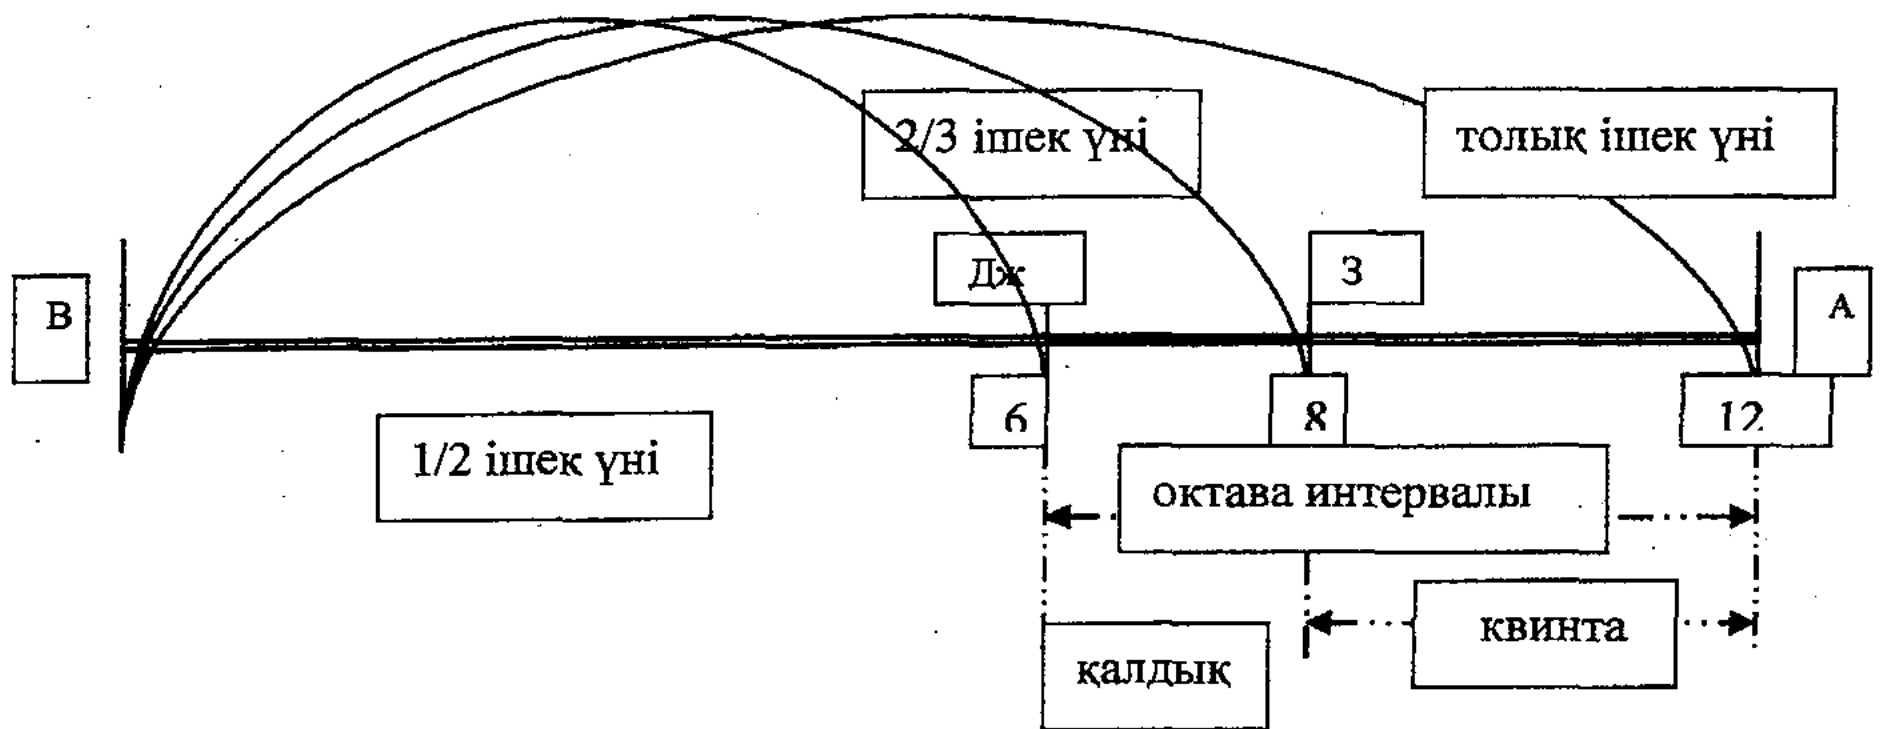 2/3 ішек үні
толық ішек үні
Дж
З
В
А
6
8
12
1/2 ішек үні
октава интервалы
квинта
қалдық